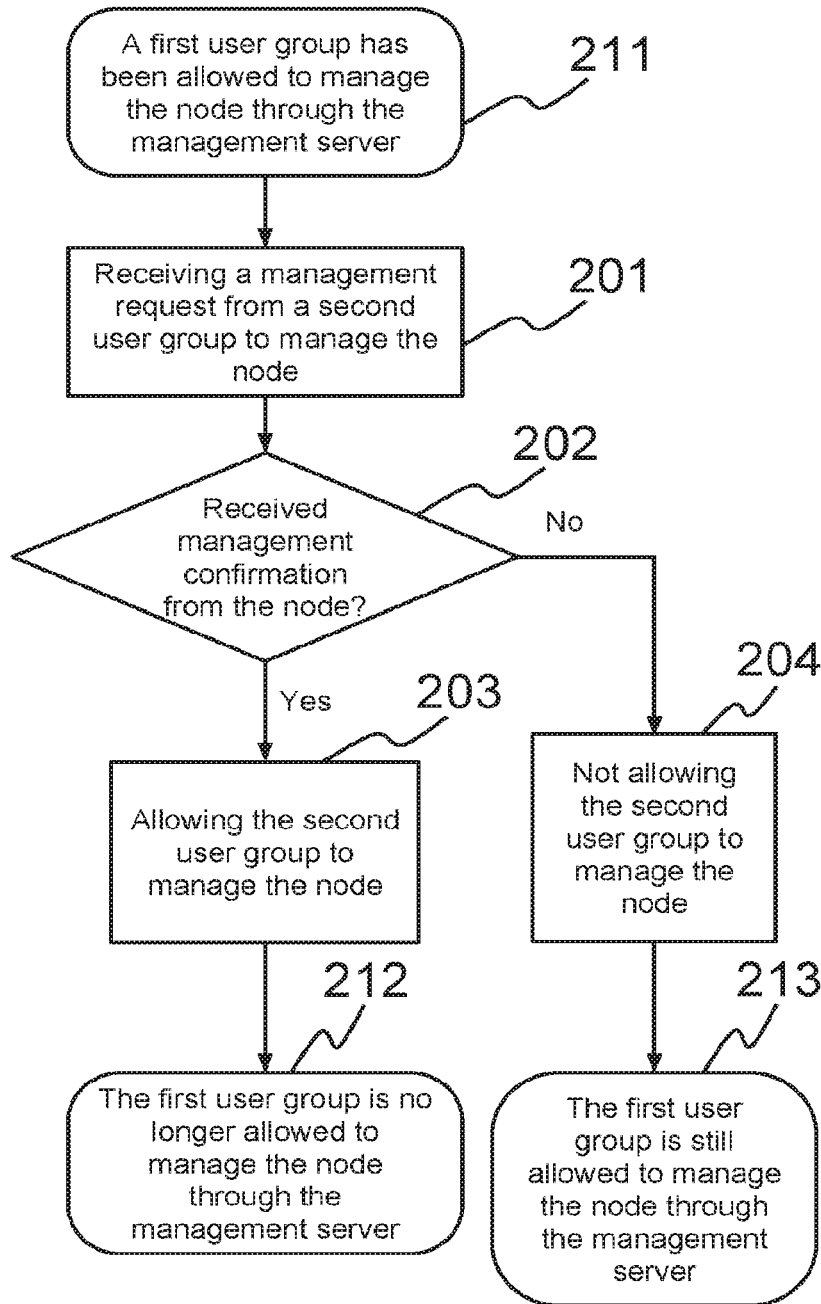 A first user group has
been allowed to manage
the node through the
management server
211
Receiving a management
request from a second
user group to manage the
node
201
202
Received
management
confirmation
from the node?
No
Yes
203
Allowing the second
user group to
manage the node
204
Not allowing
the second
user group to
manage the
node
212
The first user group is no
longer allowed to
manage the node
through the
management server
213
The first user
group is still
allowed to manage
the node through
the management
server